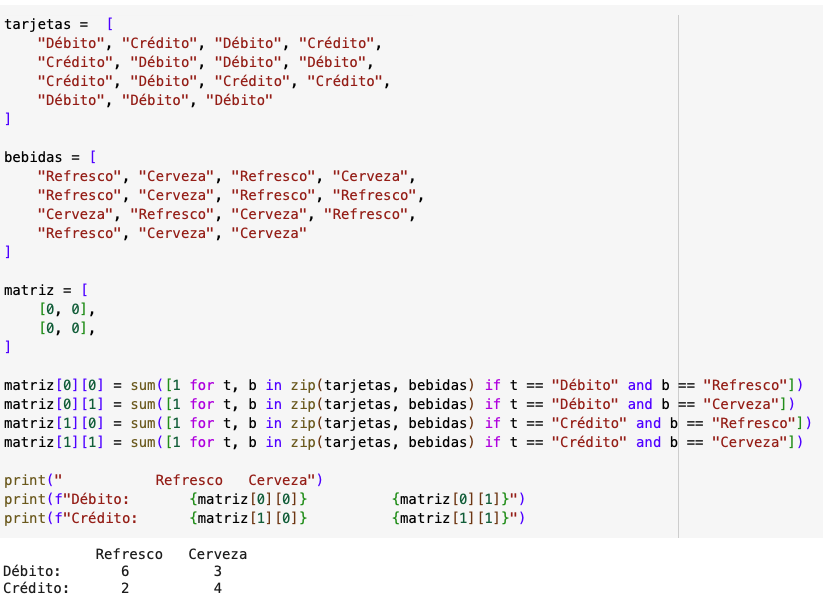 tarjetas =  [
    "Débito", "Crédito", "Débito", "Crédito",
    "Crédito", "Débito", "Débito", "Débito",
    "Crédito", "Débito", "Crédito", "Crédito",
    "Débito", "Débito", "Débito"
]

bebidas = [
    "Refresco", "Cerveza", "Refresco", "Cerveza",
    "Refresco", "Cerveza", "Refresco", "Refresco",
    "Cerveza", "Refresco", "Cerveza", "Refresco",
    "Refresco", "Cerveza", "Cerveza"
]

matriz = [
    [0, 0],
    [0, 0],
]

matriz[0][0] = sum([1 for t, b in zip(tarjetas, bebidas) if t == "Débito" and b == "Refresco"])
matriz[0][1] = sum([1 for t, b in zip(tarjetas, bebidas) if t == "Débito" and b == "Cerveza"])
matriz[1][0] = sum([1 for t, b in zip(tarjetas, bebidas) if t == "Crédito" and b == "Refresco"])
matriz[1][1] = sum([1 for t, b in zip(tarjetas, bebidas) if t == "Crédito" and b == "Cerveza"])

print("           Refresco   Cerveza")
print(f"Débito:       {matriz[0][0]}          {matriz[0][1]}")
print(f"Crédito:      {matriz[1][0]}          {matriz[1][1]}")

           Refresco   Cerveza
Débito:       6          3
Crédito:      2          4